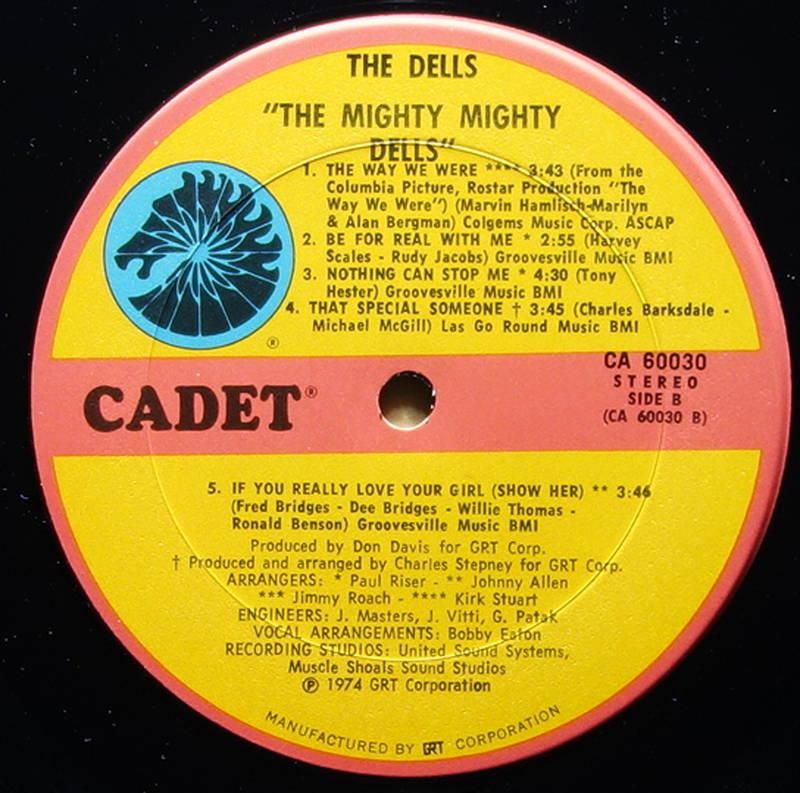 THE DELLS
"THE MIGHTY MIGHTY
DELLS"
1. THE WAY WE WERE **** 3:43 (From the
Columbia Picture, Rostar Production "The
Way We Were") (Marvin Hamlisch-Marilyn
& Alan Bergman) Colgems Music Corp. ASCAP
2. BE FOR REAL WITH ME * 2:55 (Harvey
Scales - Rudy Jacobs) Groovesville Music BMI
3. NOTHING CAN STOP ME * 4:30 (Tony
Hester) Groovesville Music BMI
4. THAT SPECIAL SOMEONE † 3:45 (Charles Barksdale -
Michael McGill) Las Go Round Music BMI
®
CADET®
CA 60030
STEREO
SIDE B
(CA 60030 B)
5. IF YOU REALLY LOVE YOUR GIRL (SHOW HER) ** 3:46
(Fred Bridges - Dee Bridges - Willie Thomas -
Ronald Benson) Groovesville Music BMI
Produced by Don Davis for GRT Corp.
† Produced and arranged by Charles Stepney for GRT Corp.
ARRANGERS: * Paul Riser - ** Johnny Allen
*** Jimmy Roach - **** Kirk Stuart
ENGINEERS: J. Masters, J. Vitti, G. Patak
VOCAL ARRANGEMENTS: Bobby Eaton
RECORDING STUDIOS: United Sound Systems,
Muscle Shoals Sound Studios
℗ 1974 GRT Corporation
MANUFACTURED BY GRT CORPORATION